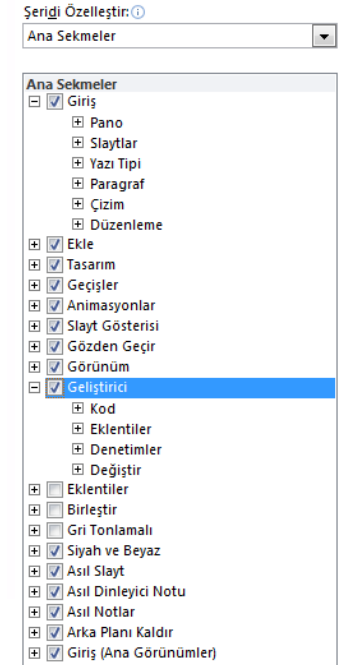 Şeridi Özelleştir:
Ana Sekmeler
Ana Sekmeler
Giriş
Pano
Slaytlar
Yazı Tipi
Paragraf
Çizim
Düzenleme
Ekle
Tasarım
Geçişler
Animasyonlar
Slayt Gösterisi
Gözden Geçir
Görünüm
Geliştirici
Kod
Eklentiler
Denetimler
Değiştir
Eklentiler
Birleştir
Gri Tonlamalı
Siyah ve Beyaz
Asıl Slayt
Asıl Dinleyici Notu
Asıl Notlar
Arka Planı Kaldır
Giriş (Ana Görünümler)